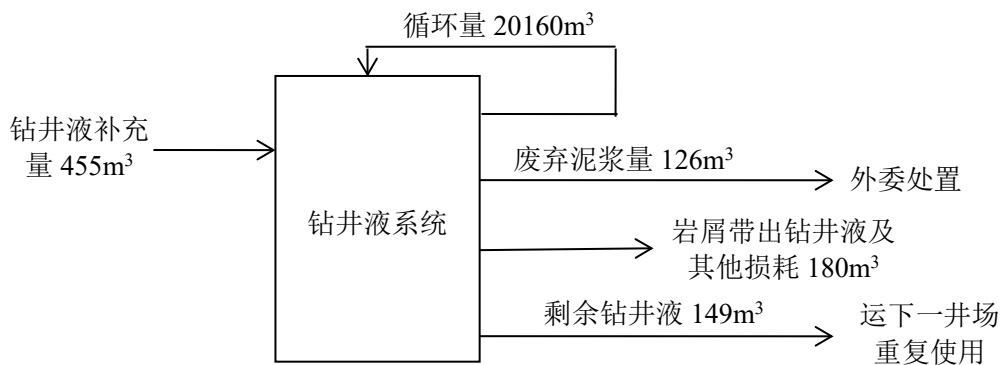 循环量 20160m³
钻井液补充
量 455m³
钻井液系统
废弃泥浆量 126m³
外委处置
岩屑带出钻井液及
其他损耗 180m³
剩余钻井液 149m³
运下一井场
重复使用